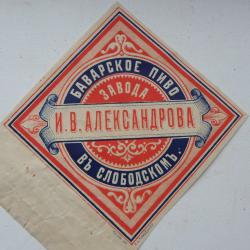 БАВАРСКОЕ ПИВО
ЗАВОДА
И.В.АЛЕКСАНДРОВА
ВЪ СЛОБОДСКОМЪ.